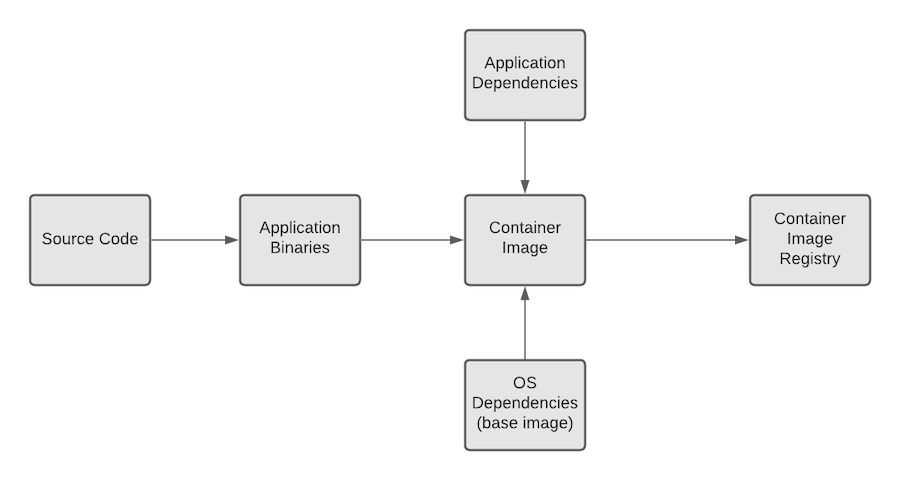 Application
Dependencies
Source Code
Application
Binaries
Container
Image
Container
Image
Registry
OS
Dependencies
(base image)